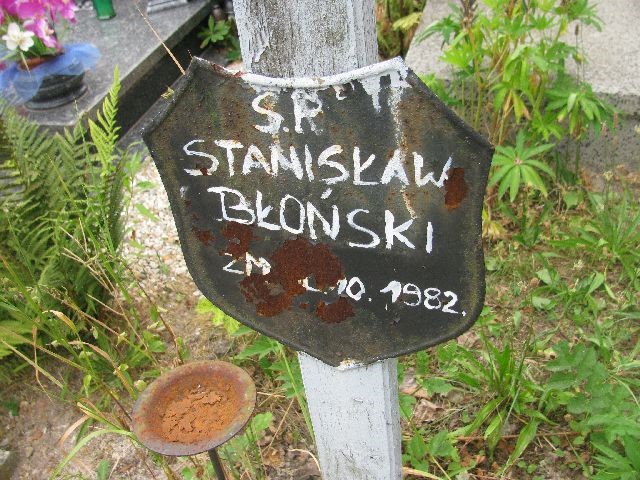 Ś.P.
STANISŁAW
BŁOŃSKI
ZM 10.1982.